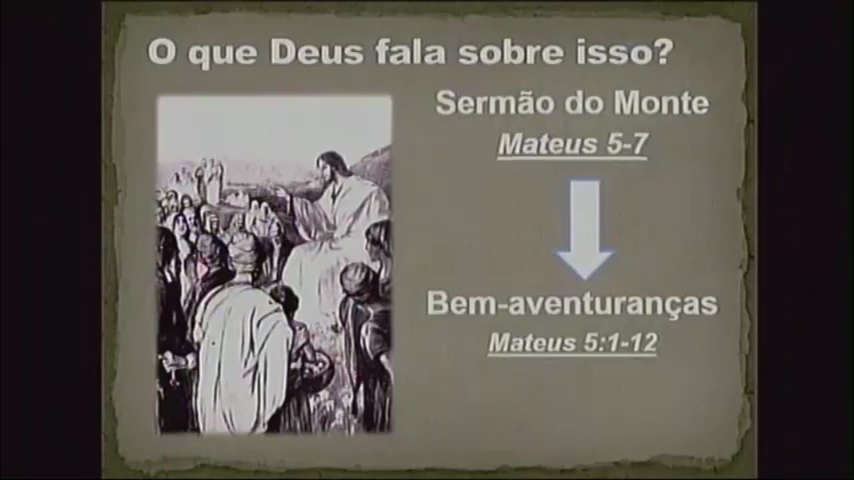 O que Deus fala sobre isso?
Sermão do Monte
Mateus 5-7
Bem-aventuranças
Mateus 5:1-12